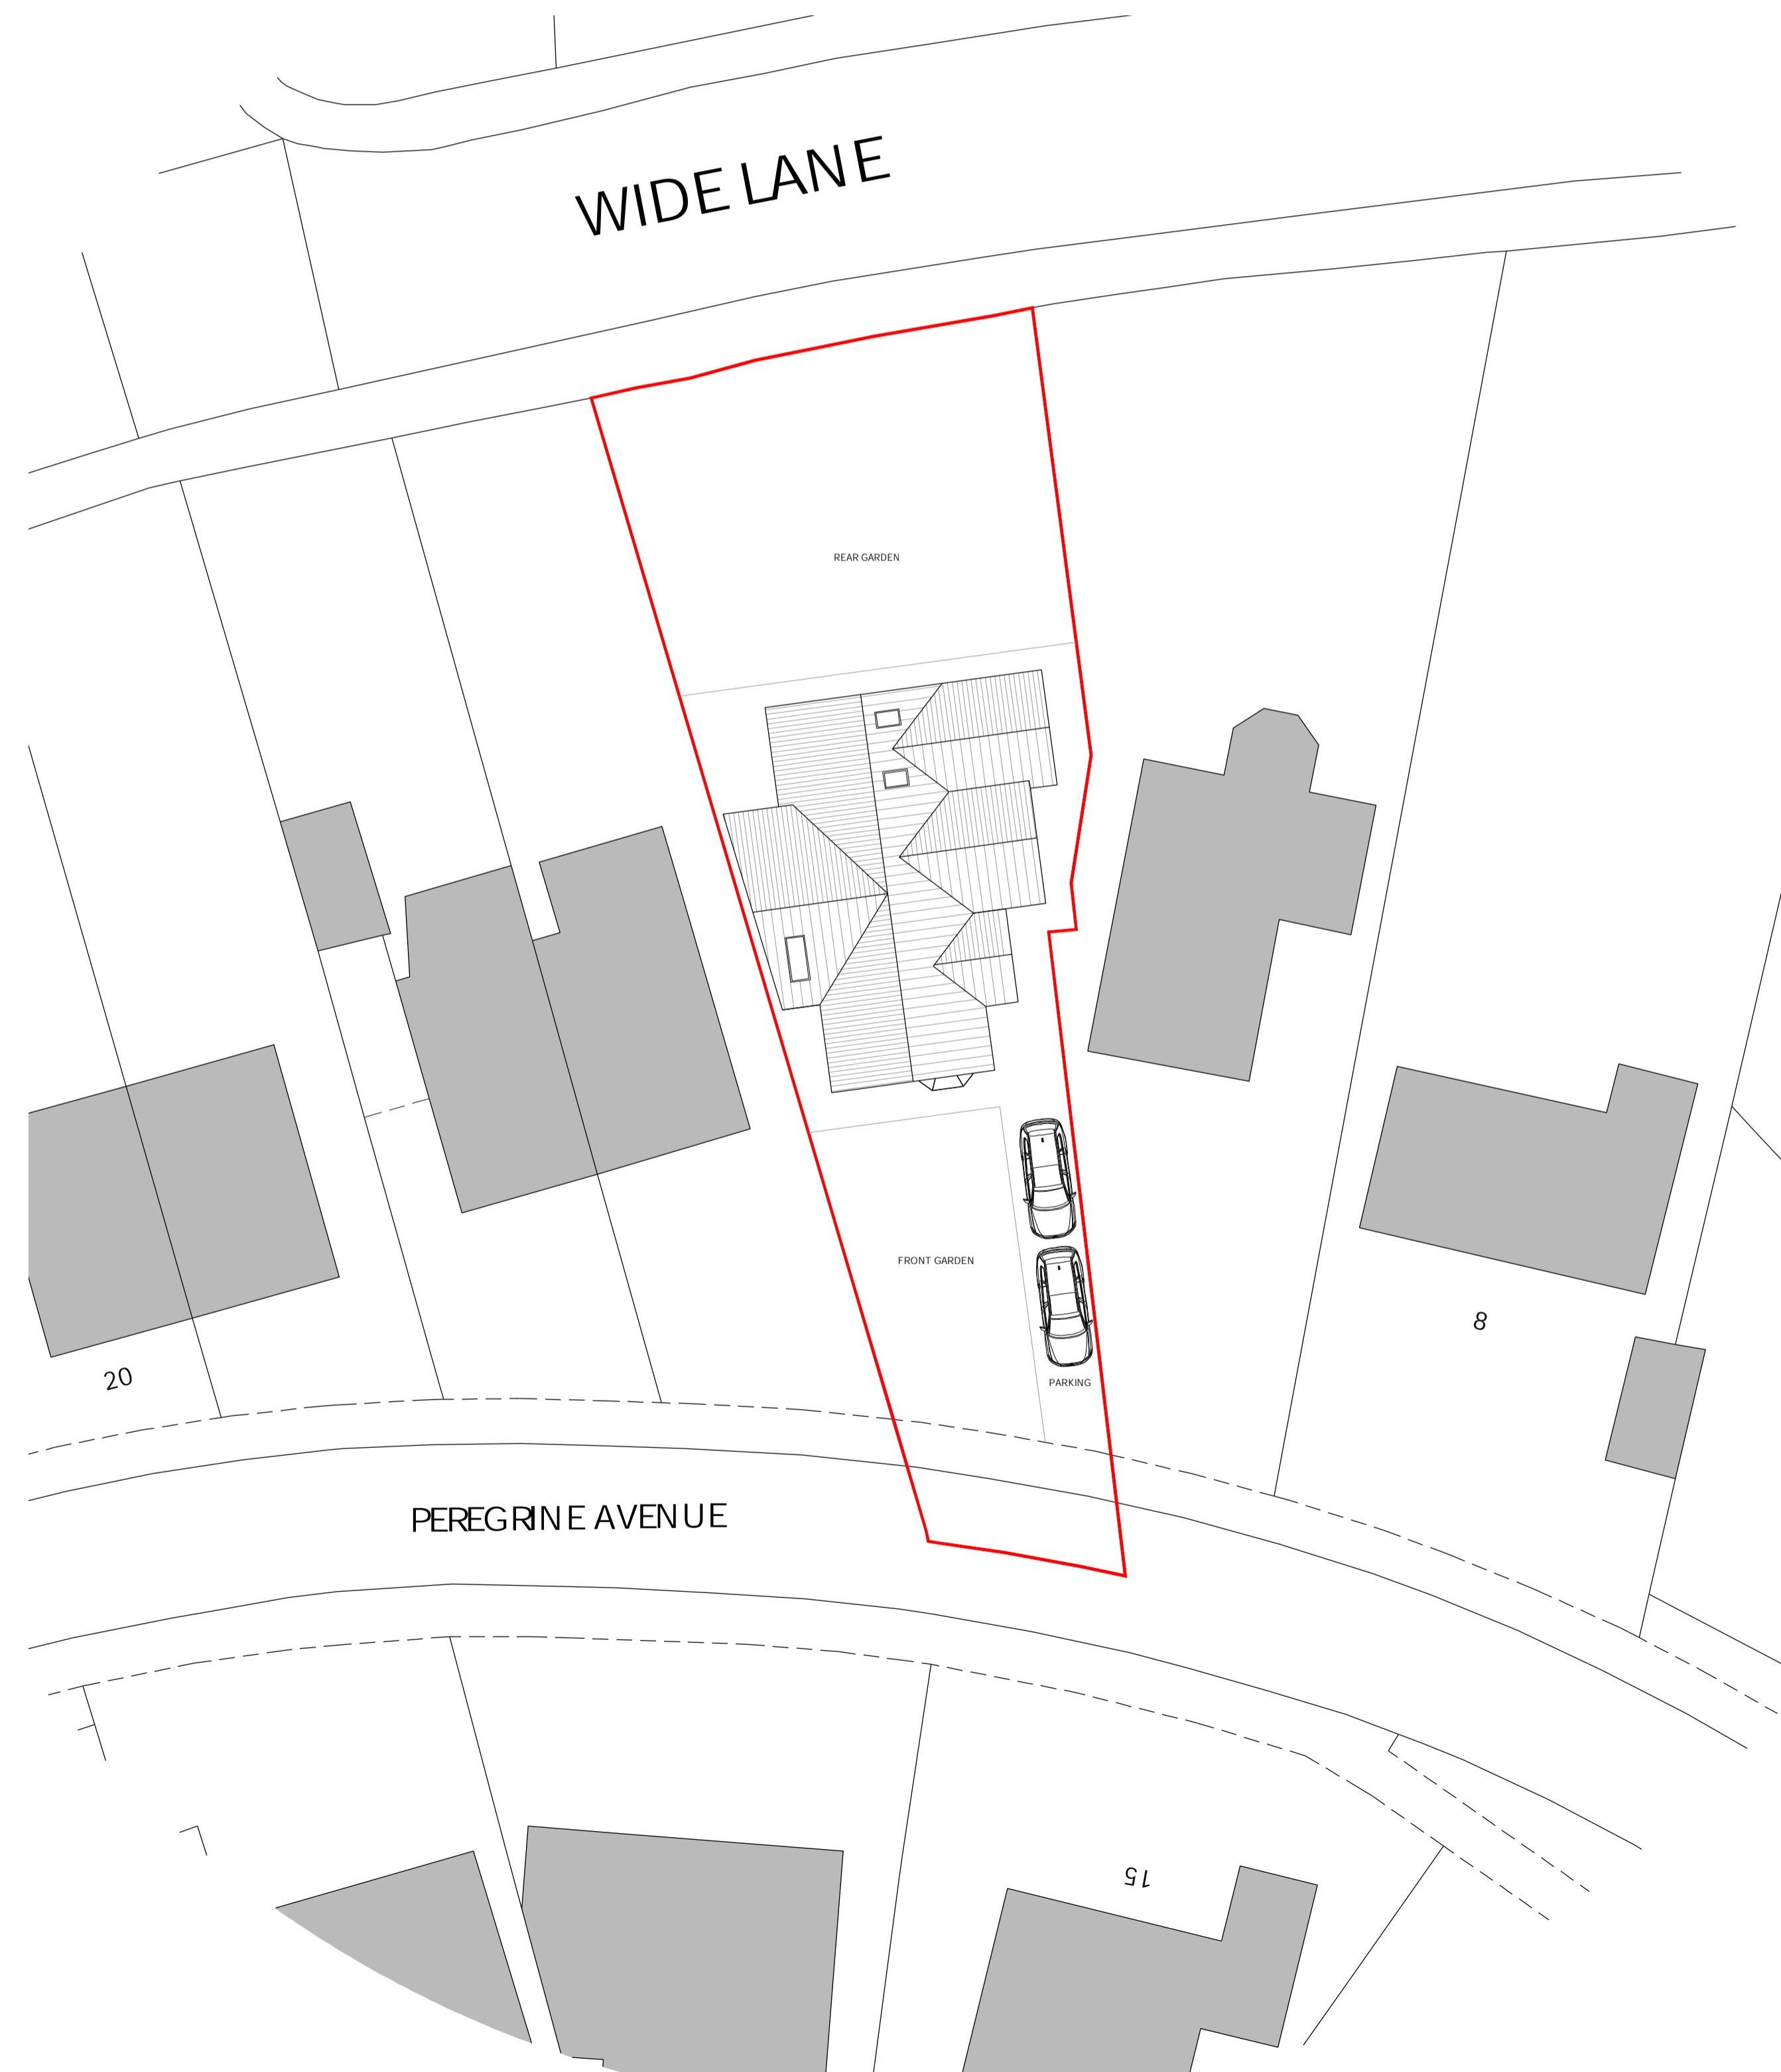 WIDE LANE
REAR GARDEN
FRONT GARDEN
8
20
PARKING
PEREGRINE AVENUE
15